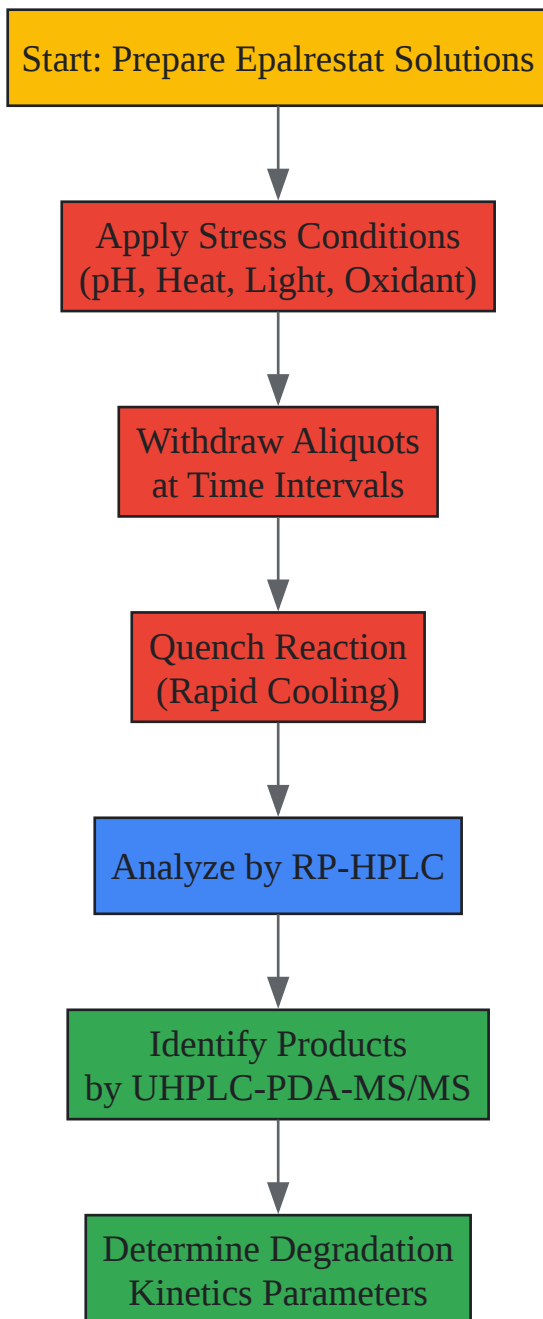 Start: Prepare Epalrestat Solutions
Apply Stress Conditions
(pH, Heat, Light, Oxidant)
Withdraw Aliquots
at Time Intervals
Quench Reaction
(Rapid Cooling)
Analyze by RP-HPLC
Identify Products
by UHPLC-PDA-MS/MS
Determine Degradation
Kinetics Parameters